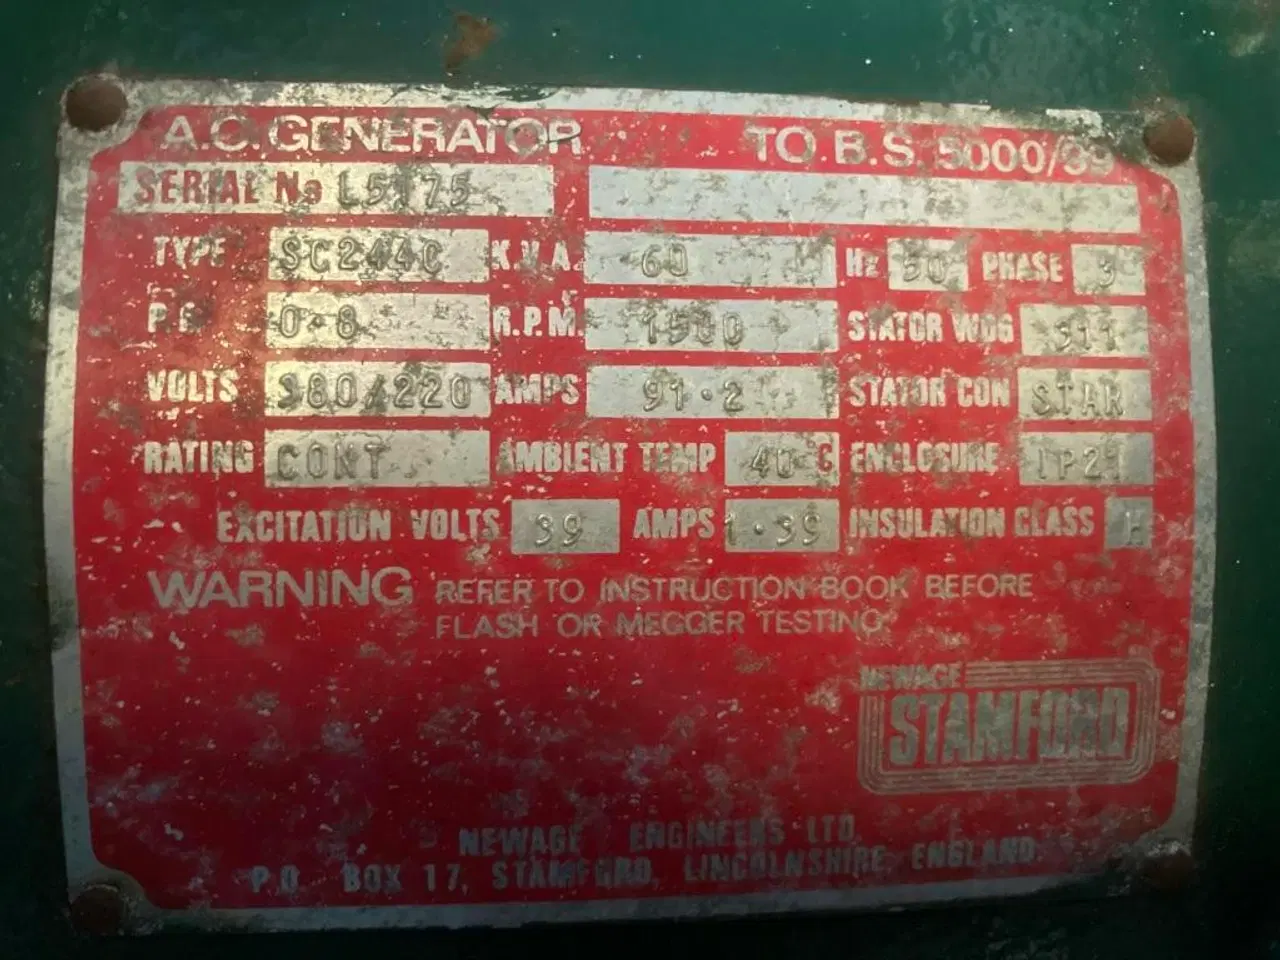 A.C. GENERATOR TO B.S. 5000/99
SERIAL No L5175
TYPE SC244C K.V.A. 60 Hz 50 PHASE 3
P.F. 0.8 R.P.M. 1500 STATOR WDG 311
VOLTS 380/220 AMPS 91.2 STATOR CON STAR
RATING CONT AMBIENT TEMP 40°C ENCLOSURE IP21
EXCITATION VOLTS 39 AMPS 1.39 INSULATION CLASS H
WARNING REFER TO INSTRUCTION BOOK BEFORE
FLASH OR MEGGER TESTING
NEWAGE
STAMFORD
NEWAGE ENGINEERS LTD.
P.O. BOX 17, STAMFORD, LINCOLNSHIRE, ENGLAND.